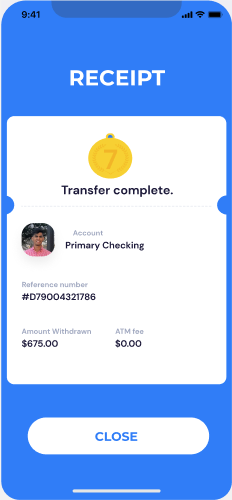 9:41
RECEIPT
7
Transfer complete.
Account
Primary Checking
Reference number
#D79004321786
Amount Withdrawn ATM fee
$675.00 $0.00
CLOSE